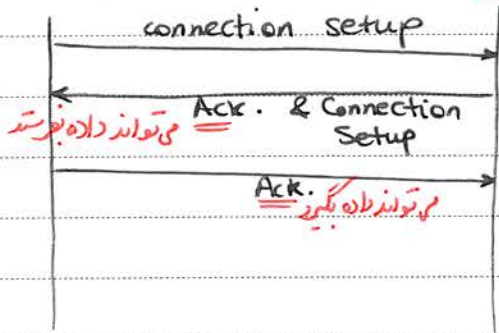 connection setup
Ack. & Connection
Setup
می‌تواند داده بفرستد
Ack.
می‌تواند داده بگیرد